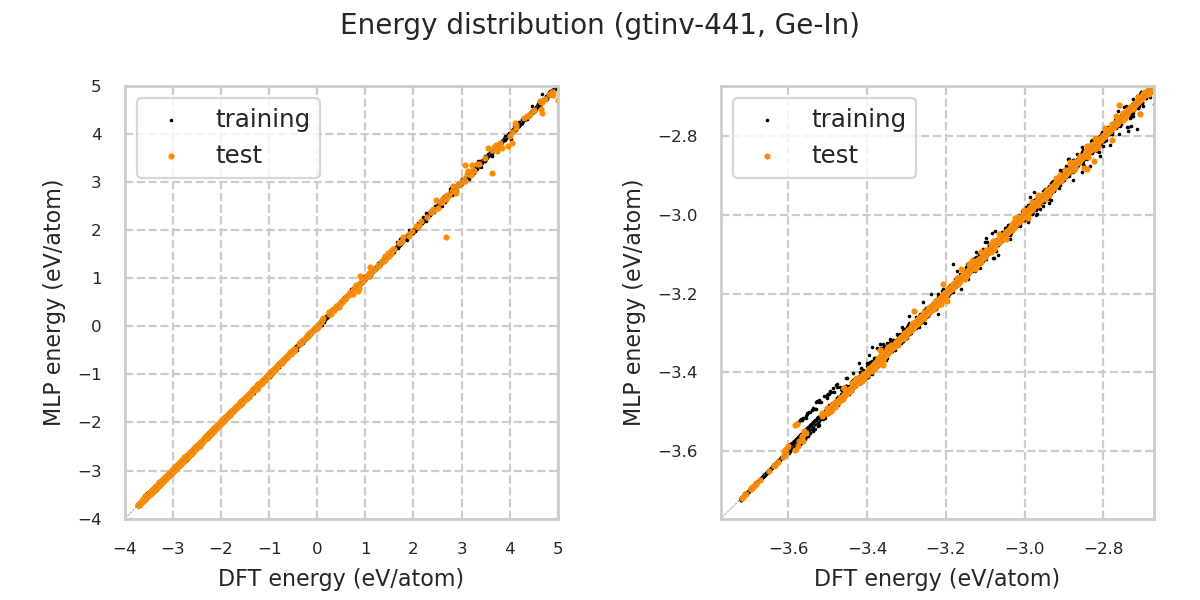 Energy distribution (gtinv-441, Ge-In)
MLP energy (eV/atom)
5
4
3
2
1
0
−1
−2
−3
−4
training
test
−4 −3 −2 −1 0 1 2 3 4 5
DFT energy (eV/atom)
MLP energy (eV/atom)
−2.8
−3.0
−3.2
−3.4
−3.6
training
test
−3.6 −3.4 −3.2 −3.0 −2.8
DFT energy (eV/atom)